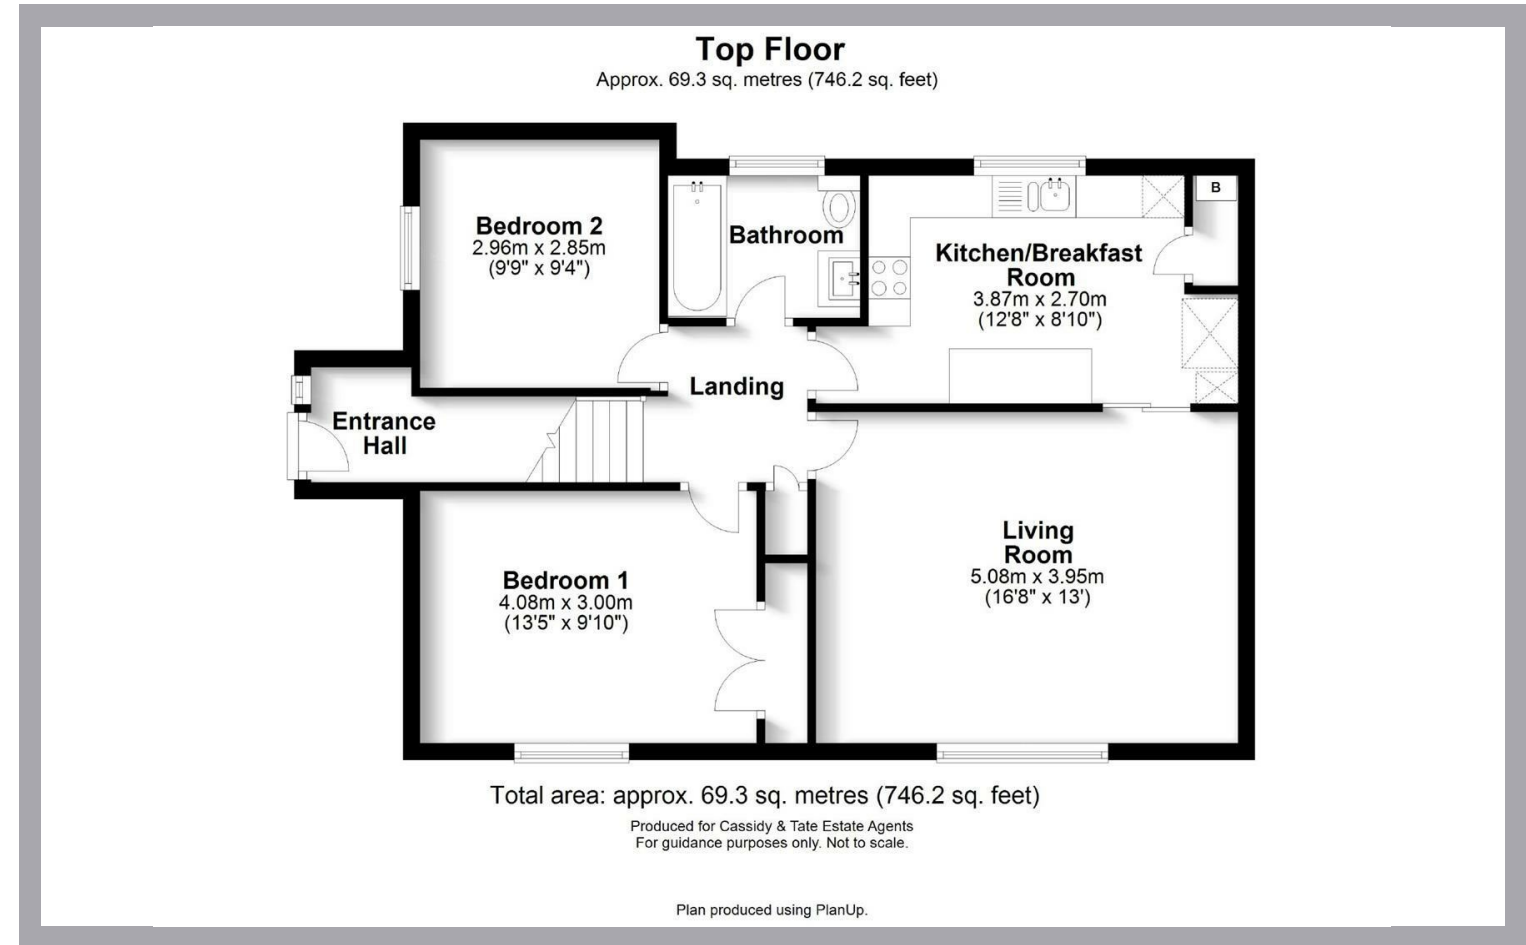 Top Floor
Approx. 69.3 sq. metres (746.2 sq. feet)
Bedroom 2
2.96m x 2.85m
(9'9" x 9'4")
Bathroom
B
Kitchen/Breakfast
Room
3.87m x 2.70m
(12'8" x 8'10")
Landing
Entrance
Hall
Living
Room
5.08m x 3.95m
(16'8" x 13')
Bedroom 1
4.08m x 3.00m
(13'5" x 9'10")
Total area: approx. 69.3 sq. metres (746.2 sq. feet)
Produced for Cassidy & Tate Estate Agents
For guidance purposes only. Not to scale.
Plan produced using PlanUp.